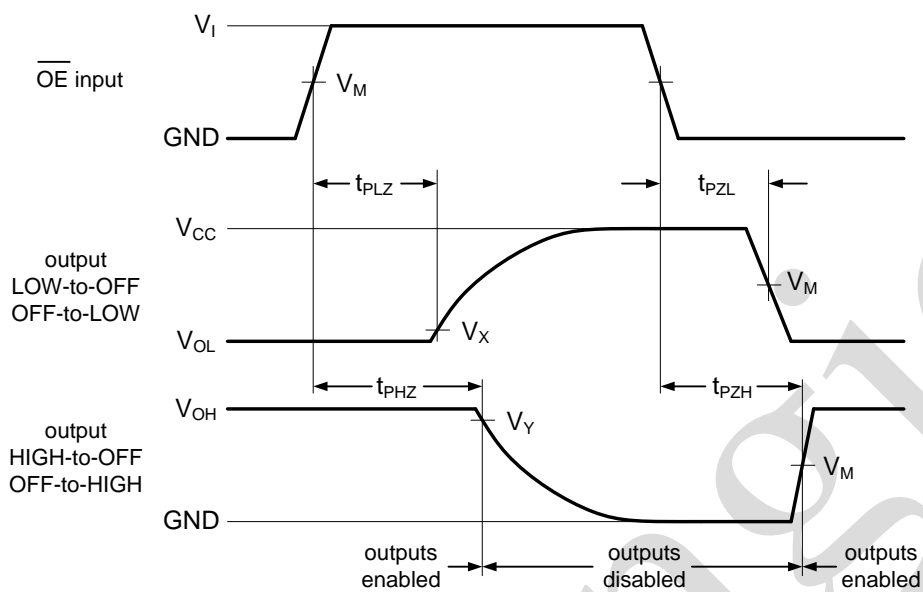 V_I
OE input
V_M
GND
t_PLZ
t_PZL
V_CC
output
LOW-to-OFF
OFF-to-LOW
V_M
V_OL
V_X
t_PHZ
t_PZH
V_OH
output
HIGH-to-OFF
OFF-to-HIGH
V_Y
V_M
GND
outputs
enabled
outputs
disabled
outputs
enabled